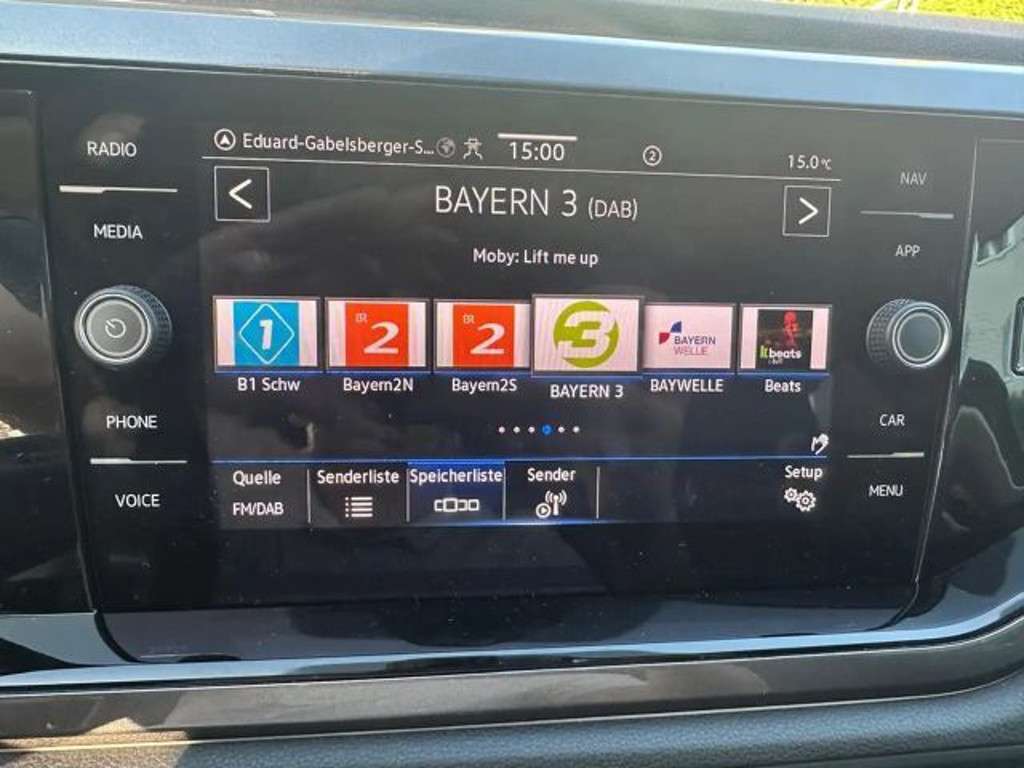 RADIO
MEDIA
PHONE
VOICE
Eduard-Gabelsberger-S... 15:00 2 15.0°C
BAYERN 3 (DAB)
Moby: Lift me up
1 BR 2 BR 2 3 BAYERN WELLE beats
B1 Schw Bayern2N Bayern2S BAYERN 3 BAYWELLE Beats
Quelle Senderliste Speicherliste Sender Setup
FM/DAB
NAV
APP
CAR
MENU